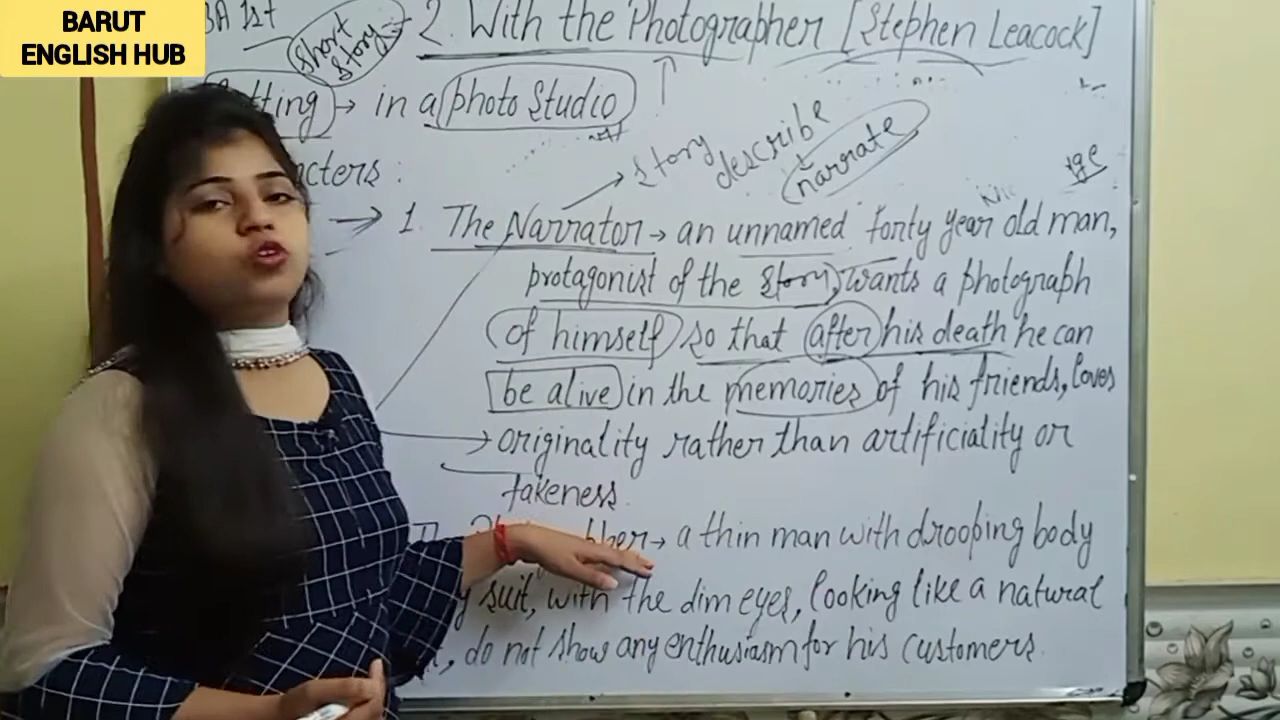 BARUT
ENGLISH HUB
BA 1st
Short
Story
2. With the Photographer [Stephen Leacock]
→ in a photo Studio
:
→ Story describe
narrate
age
→ 1. The Narrator → an unnamed forty year old man,
protagonist of the story, wants a photograph
of himself so that after his death he can
be alive in the memories of his friends, loves
→ originality rather than artificiality or
fakeness.
→ a thin man with drooping body
suit, with the dim eyes, looking like a natural
, do not show any enthusiasm for his customers.